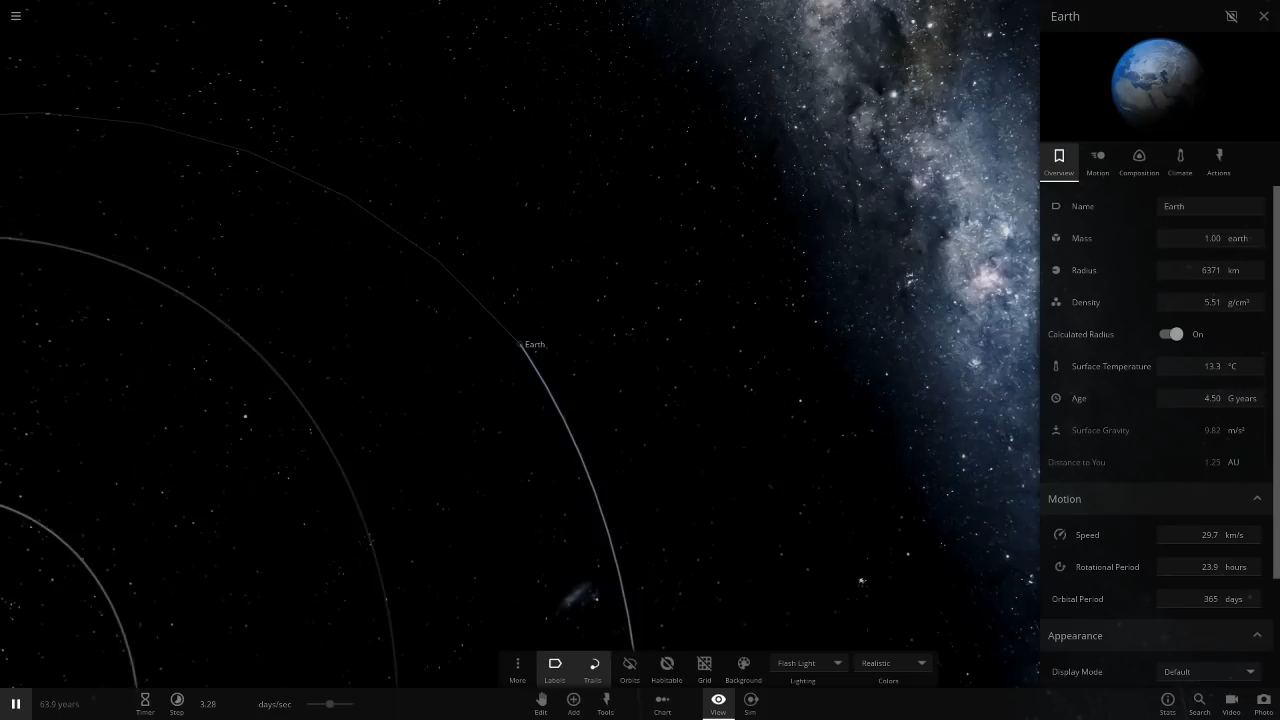 Earth
Overview Motion Composition Climate Actions
Name Earth
Mass 1.00 earth
Radius 6371 km
Density 5.51 g/cm³
Calculated Radius On
Earth
Surface Temperature 13.3 °C
Age 4.50 G years
Surface Gravity 9.82 m/s²
Distance to You 1.25 AU
Motion
Speed 29.7 km/s
Rotational Period 23.9 hours
Orbital Period 365 days
Appearance
Display Mode Default
More Labels Trails Orbits Habitable Grid Background Flash Light Lighting Realistic Colors
63.9 years Timer Step 3.28 days/sec Edit Add Tools Chart View Sim Stats Search Video Photo